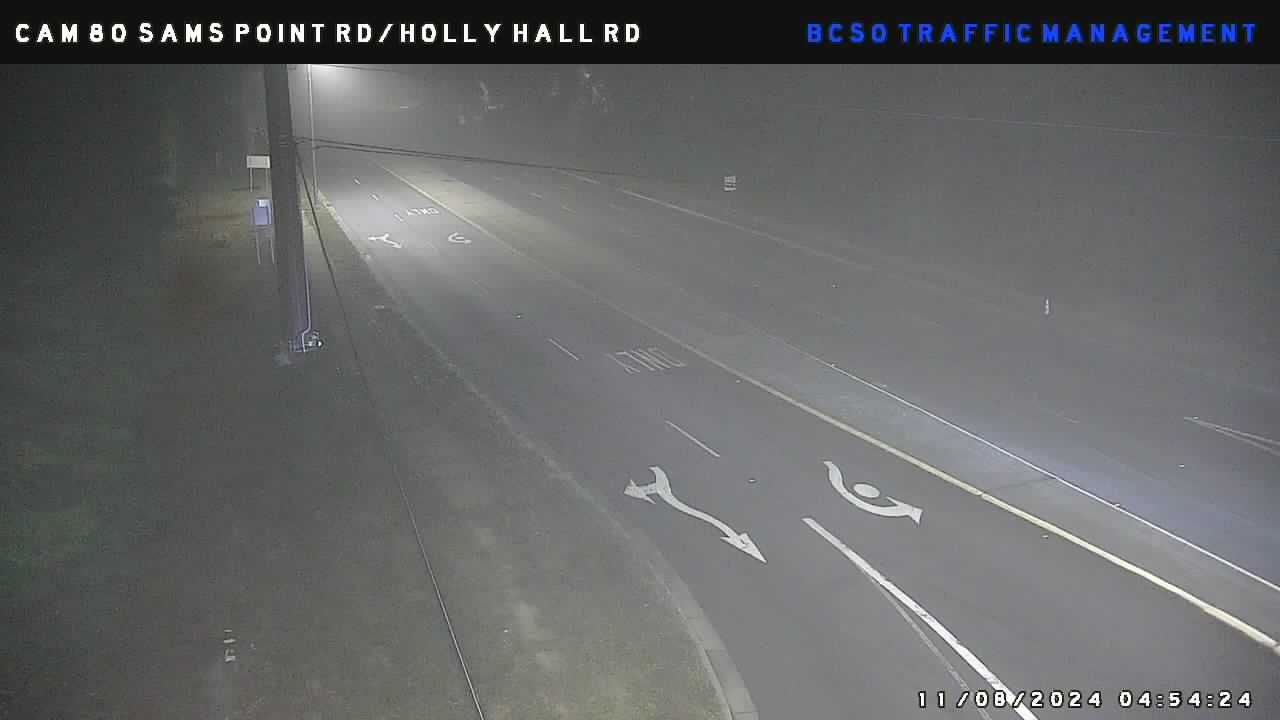 CAM 80 SAMS POINT RD/HOLLY HALL RD
BCSO TRAFFIC MANAGEMENT
ONLY
ONLY
11/08/2024 04:54:24